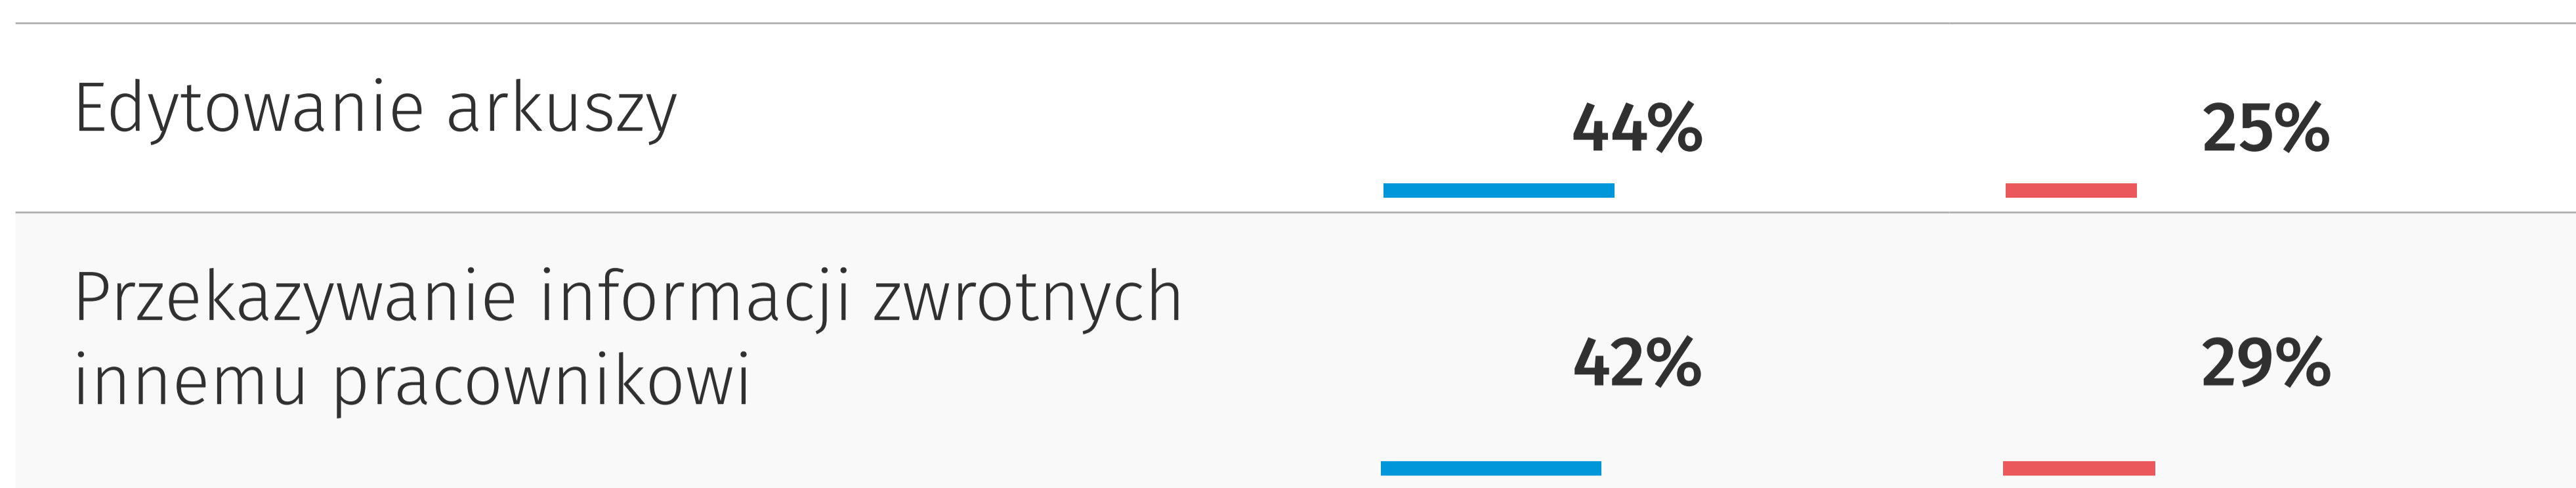 Edytowanie arkuszy 44% 25%
Przekazywanie informacji zwrotnych
innemu pracownikowi 42% 29%